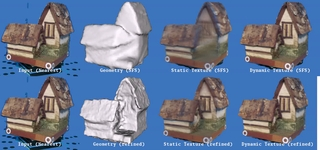 Input (Nearest)
Geometry (SFS)
Static Texture (SFS)
Dynamic Texture (SFS)
Input (Nearest)
Geometry (refined)
Static Texture (refined)
Dynamic Texture (refined)